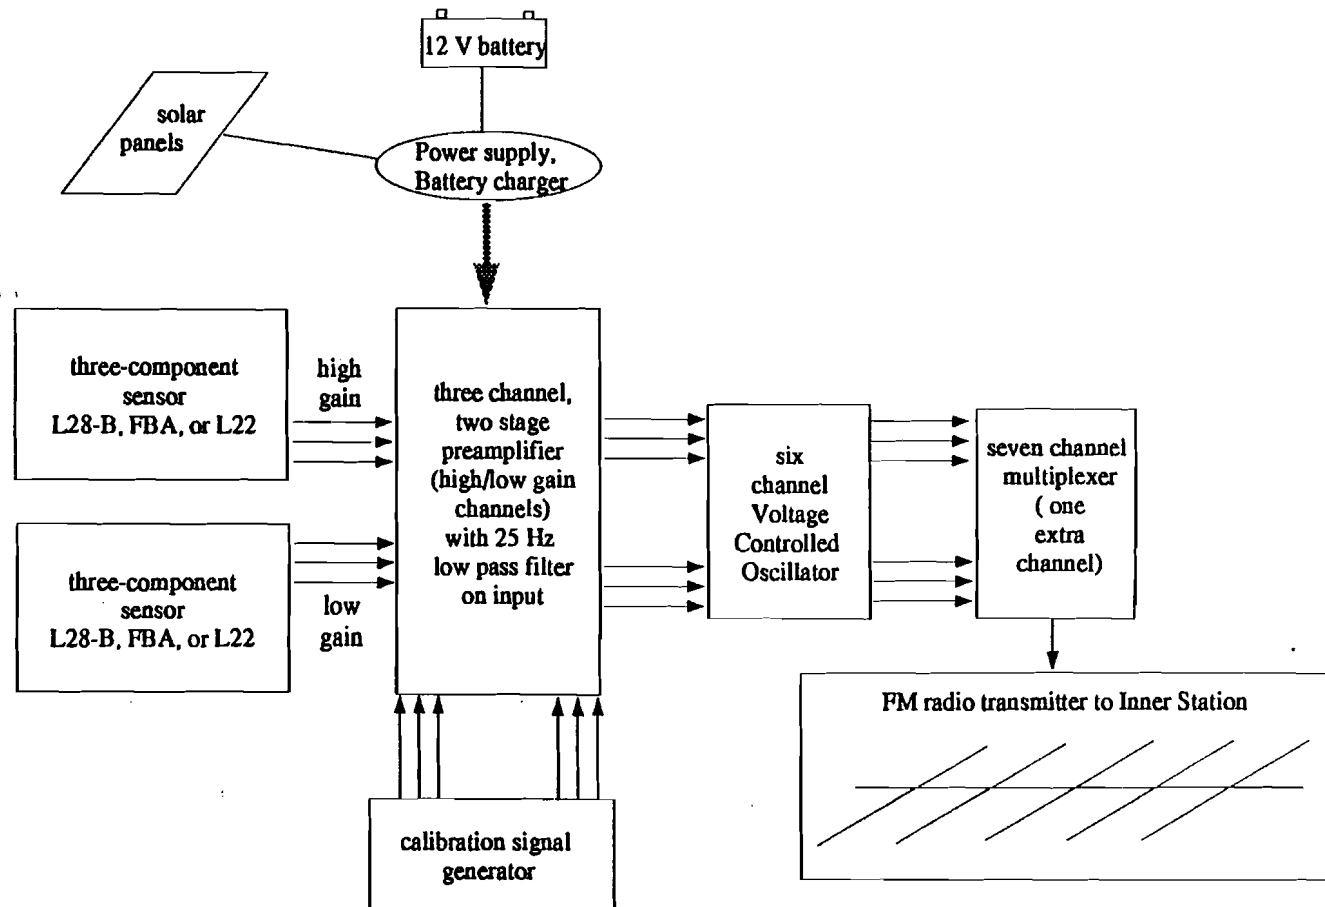 12 V battery
solar
panels
Power supply,
Battery charger
three-component
sensor
L28-B, FBA, or L22
high
gain
three channel,
two stage
preamplifier
(high/low gain
channels)
with 25 Hz
low pass filter
on input
six
channel
Voltage
Controlled
Oscillator
seven channel
multiplexer
( one
extra
channel)
three-component
sensor
L28-B, FBA, or L22
low
gain
FM radio transmitter to Inner Station
calibration signal
generator